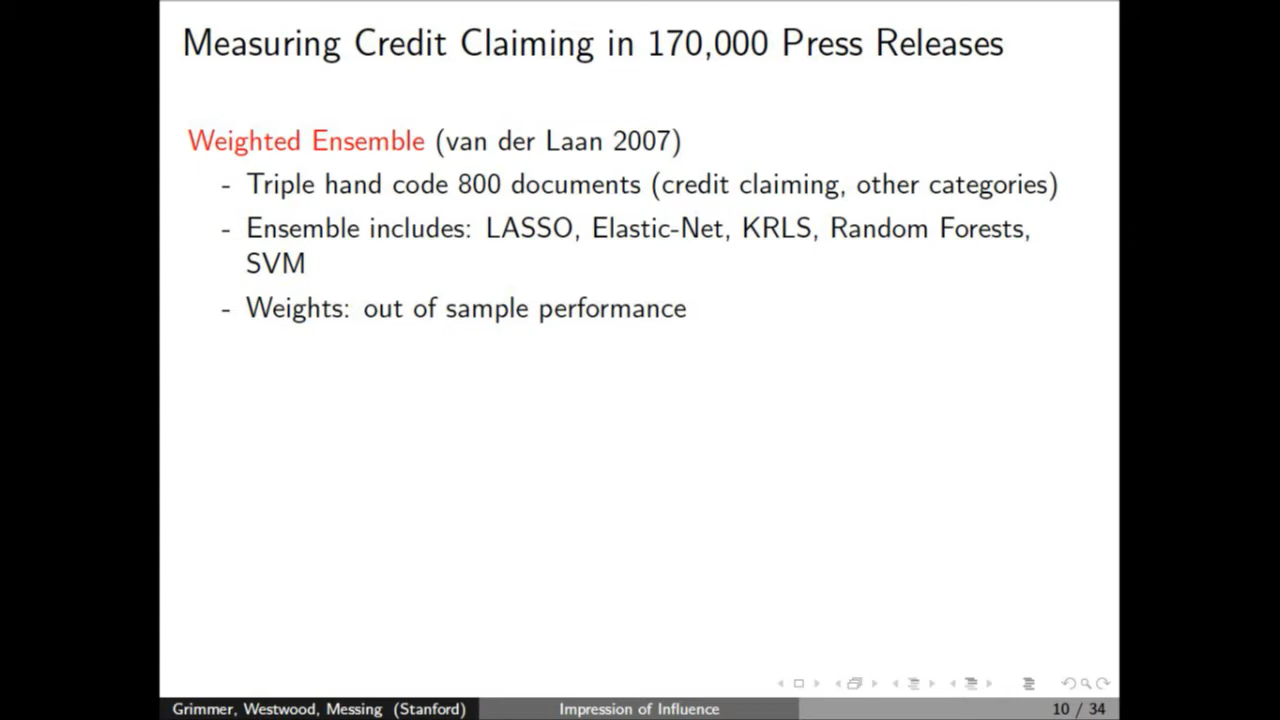 Measuring Credit Claiming in 170,000 Press Releases
Weighted Ensemble (van der Laan 2007)
- Triple hand code 800 documents (credit claiming, other categories)
- Ensemble includes: LASSO, Elastic-Net, KRLS, Random Forests,
SVM
- Weights: out of sample performance
Grimmer, Westwood, Messing (Stanford)
Impression of Influence
10 / 34